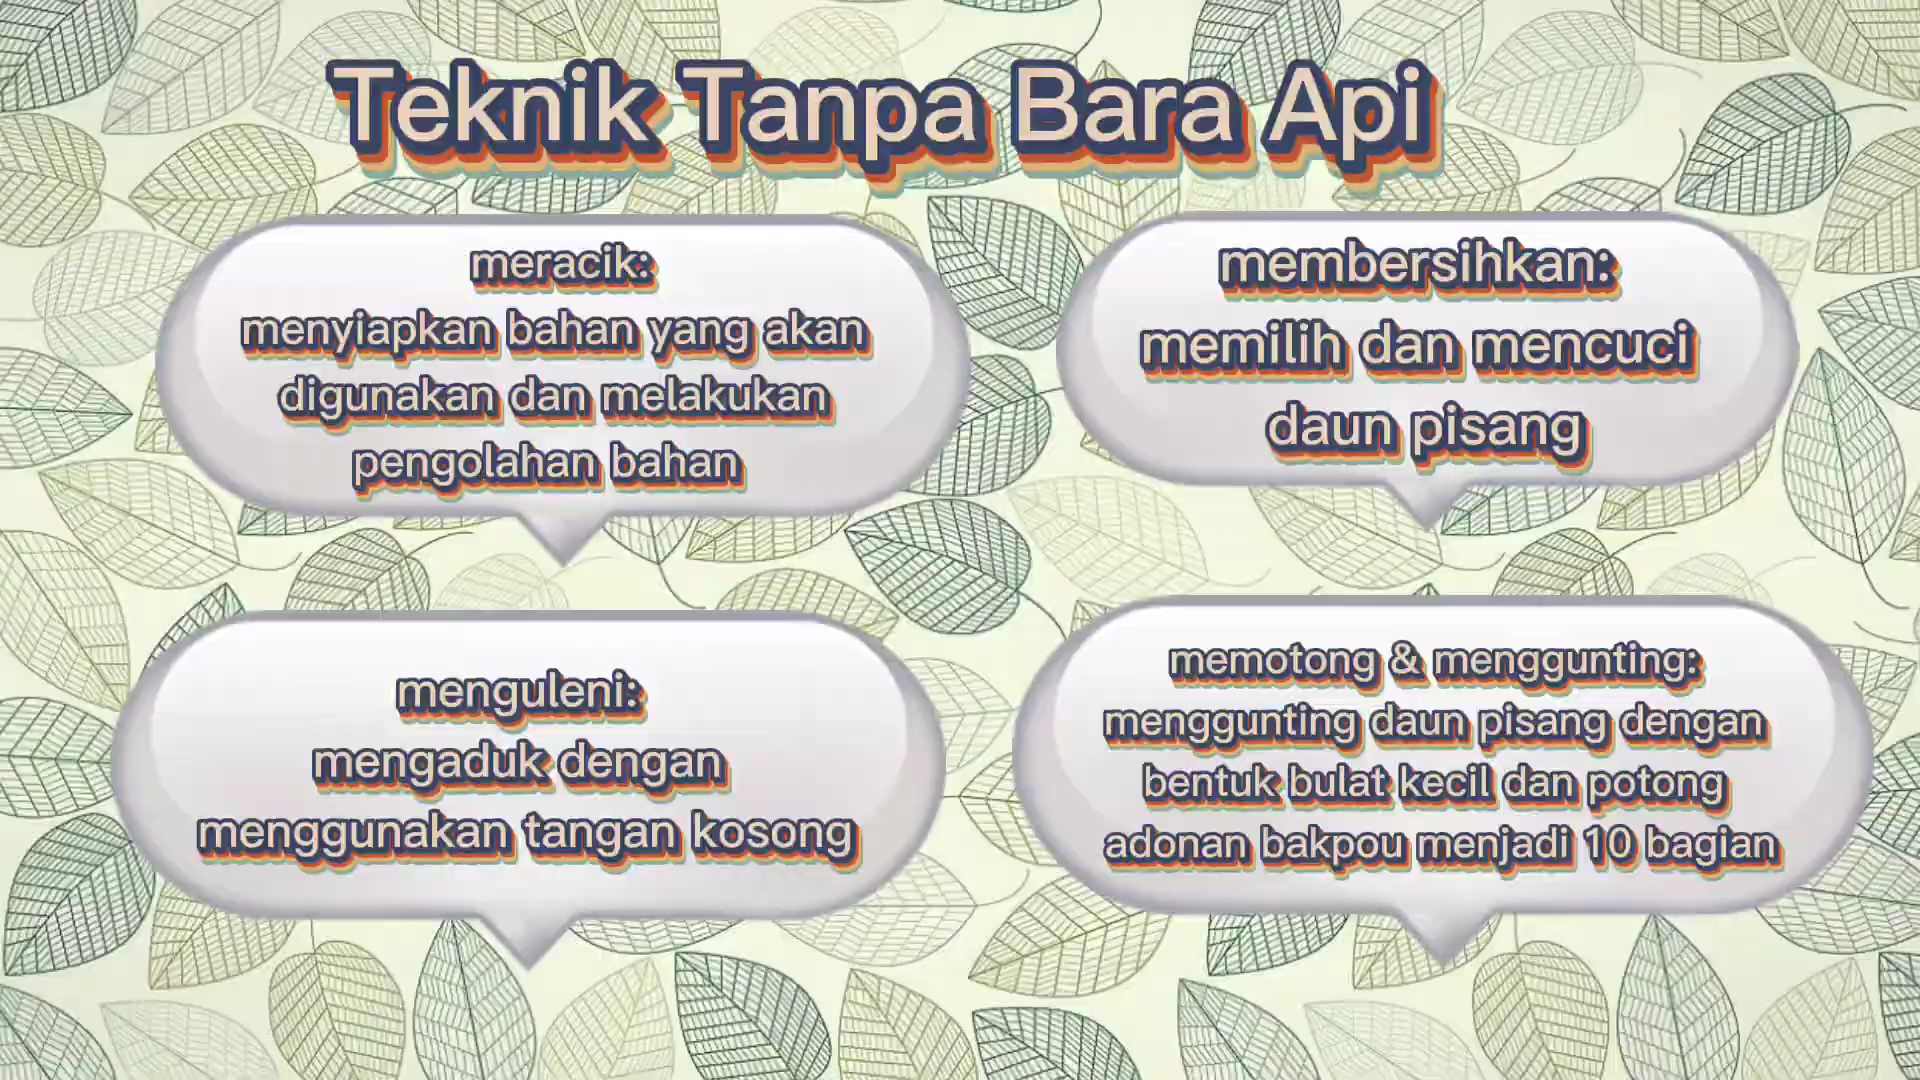 Teknik Tanpa Bara Api
meracik:
menyiapkan bahan yang akan
digunakan dan melakukan
pengolahan bahan
membersihkan:
memilih dan mencuci
daun pisang
menguleni:
mengaduk dengan
menggunakan tangan kosong
memotong & menggunting:
menggunting daun pisang dengan
bentuk bulat kecil dan potong
adonan bakpou menjadi 10 bagian